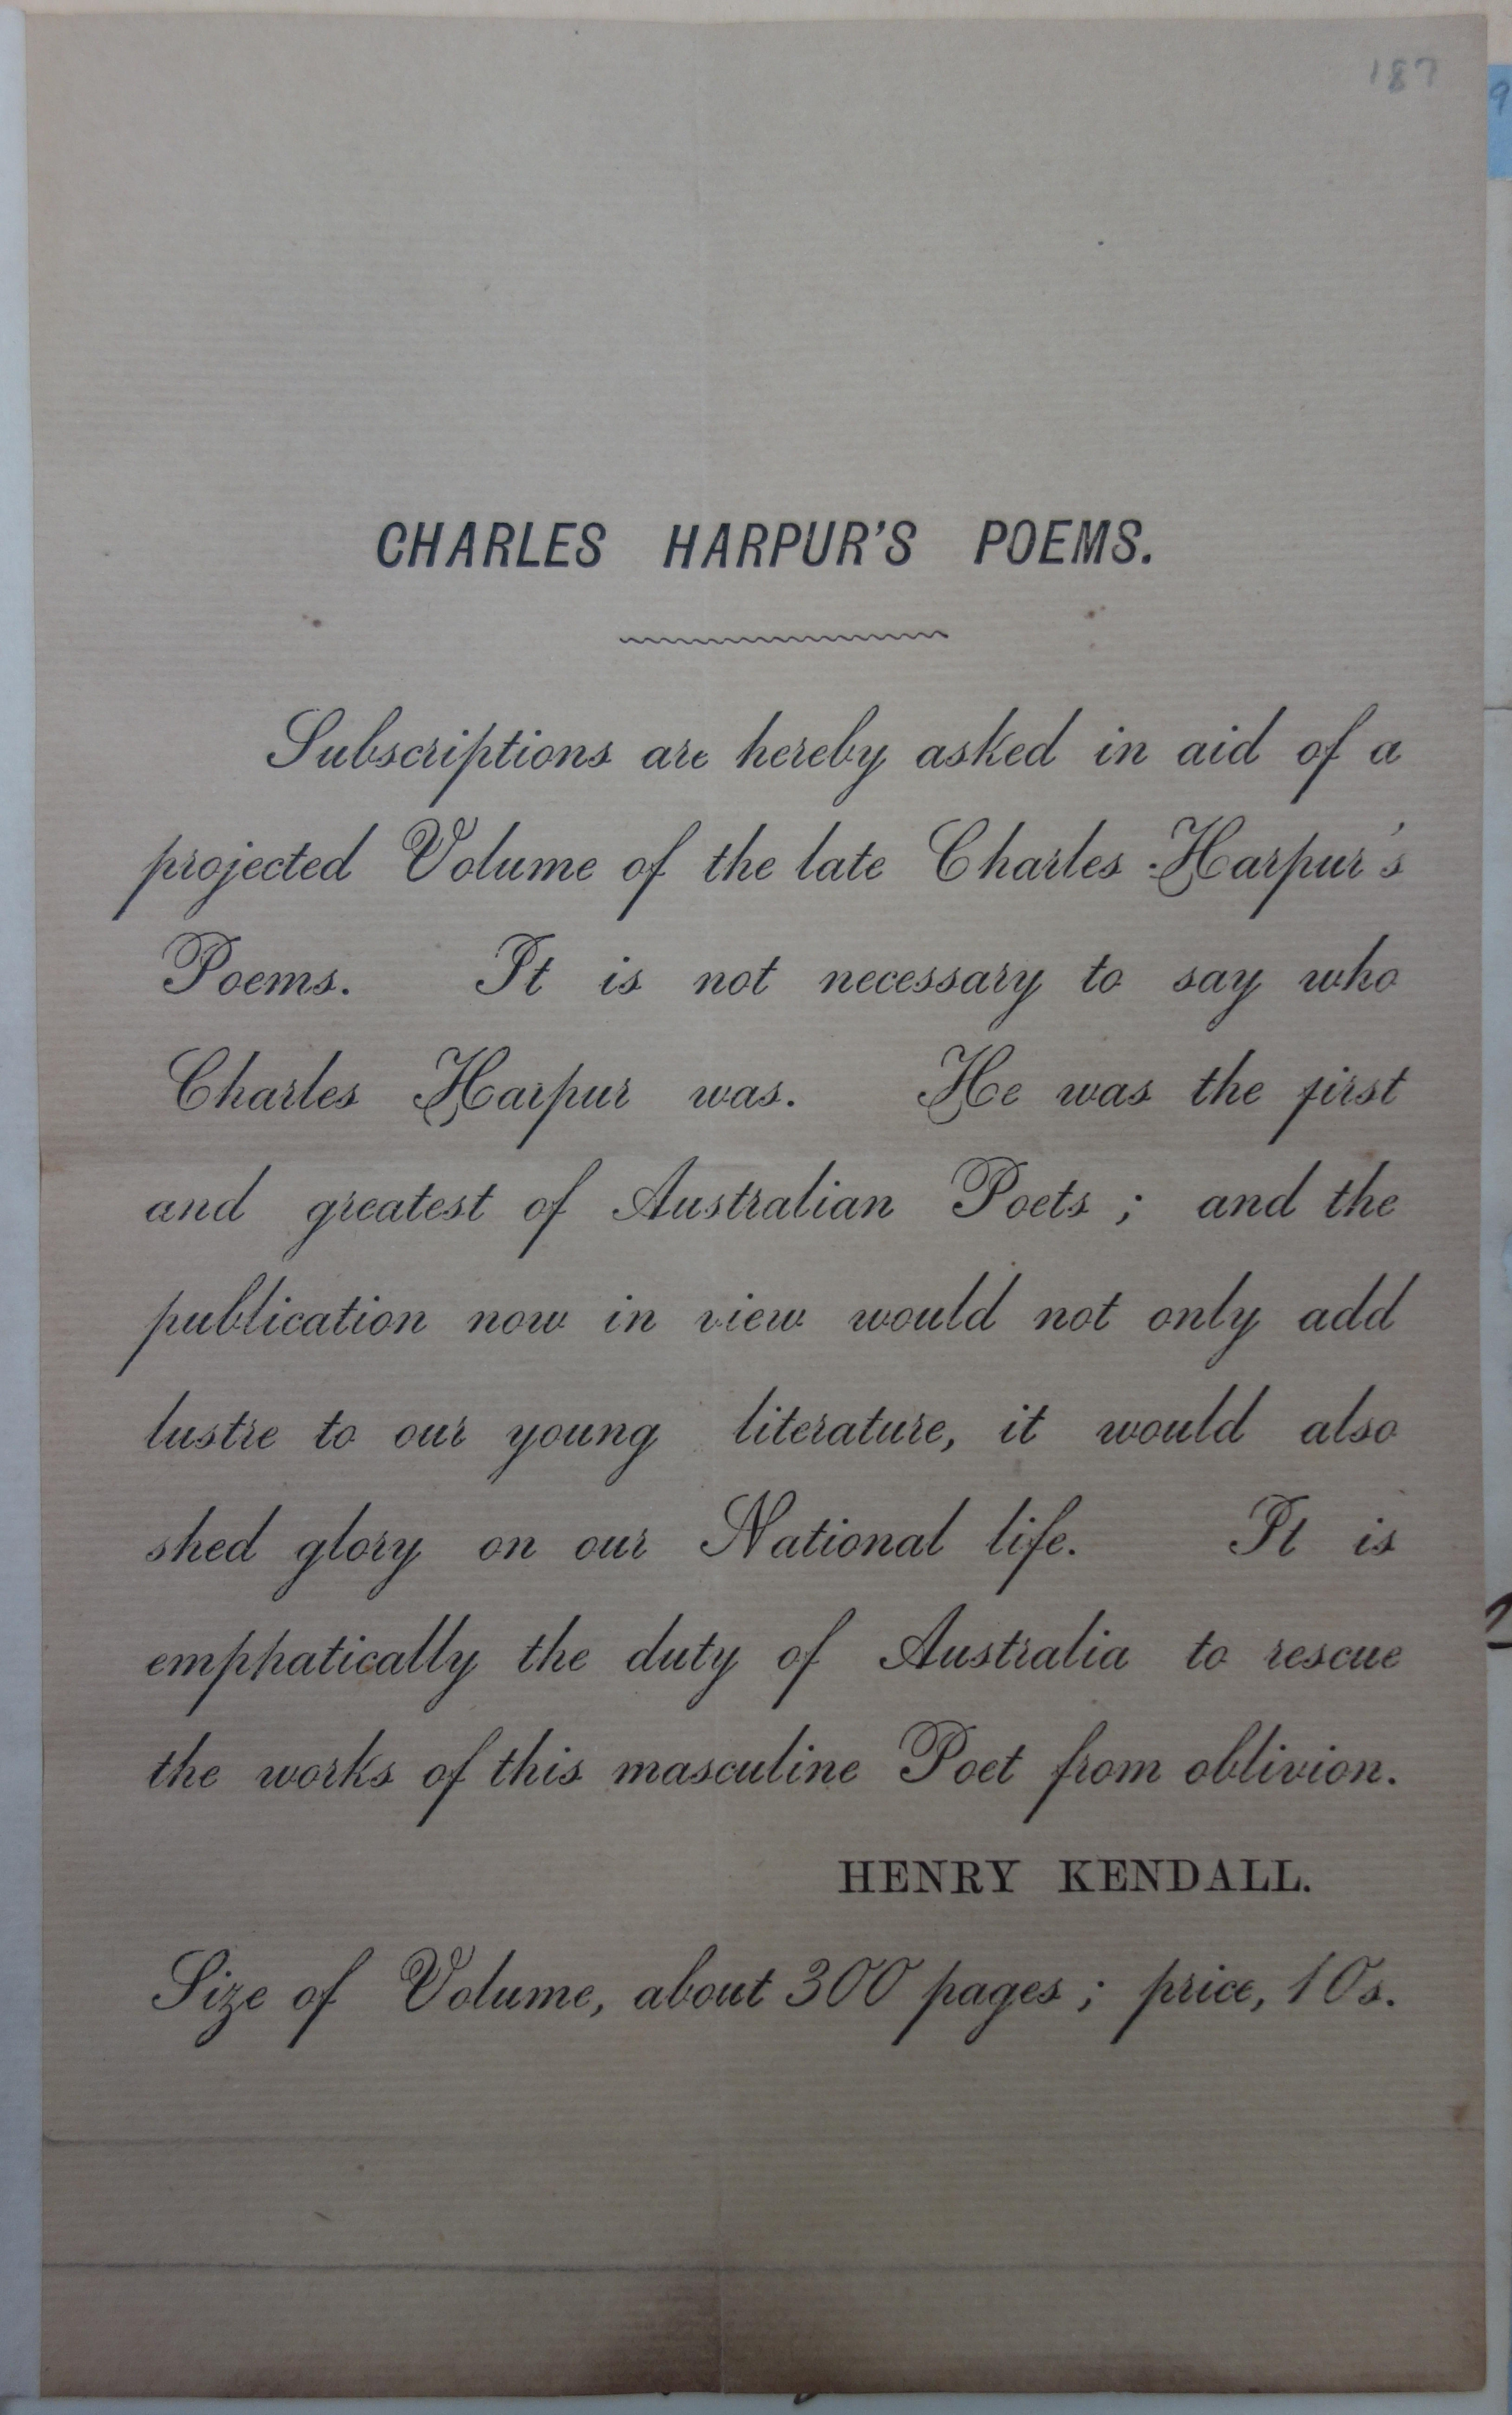 187
CHARLES HARPUR'S POEMS.
Subscriptions are hereby asked in aid of a
projected Volume of the late Charles Harpur's
Poems. It is not necessary to say who
Charles Harpur was. He was the first
and greatest of Australian Poets; and the
publication now in view would not only add
lustre to our young literature, it would also
shed glory on our National life. It is
emphatically the duty of Australia to rescue
the works of this masculine Poet from oblivion.
HENRY KENDALL.
Size of Volume, about 300 pages; price, 10s.